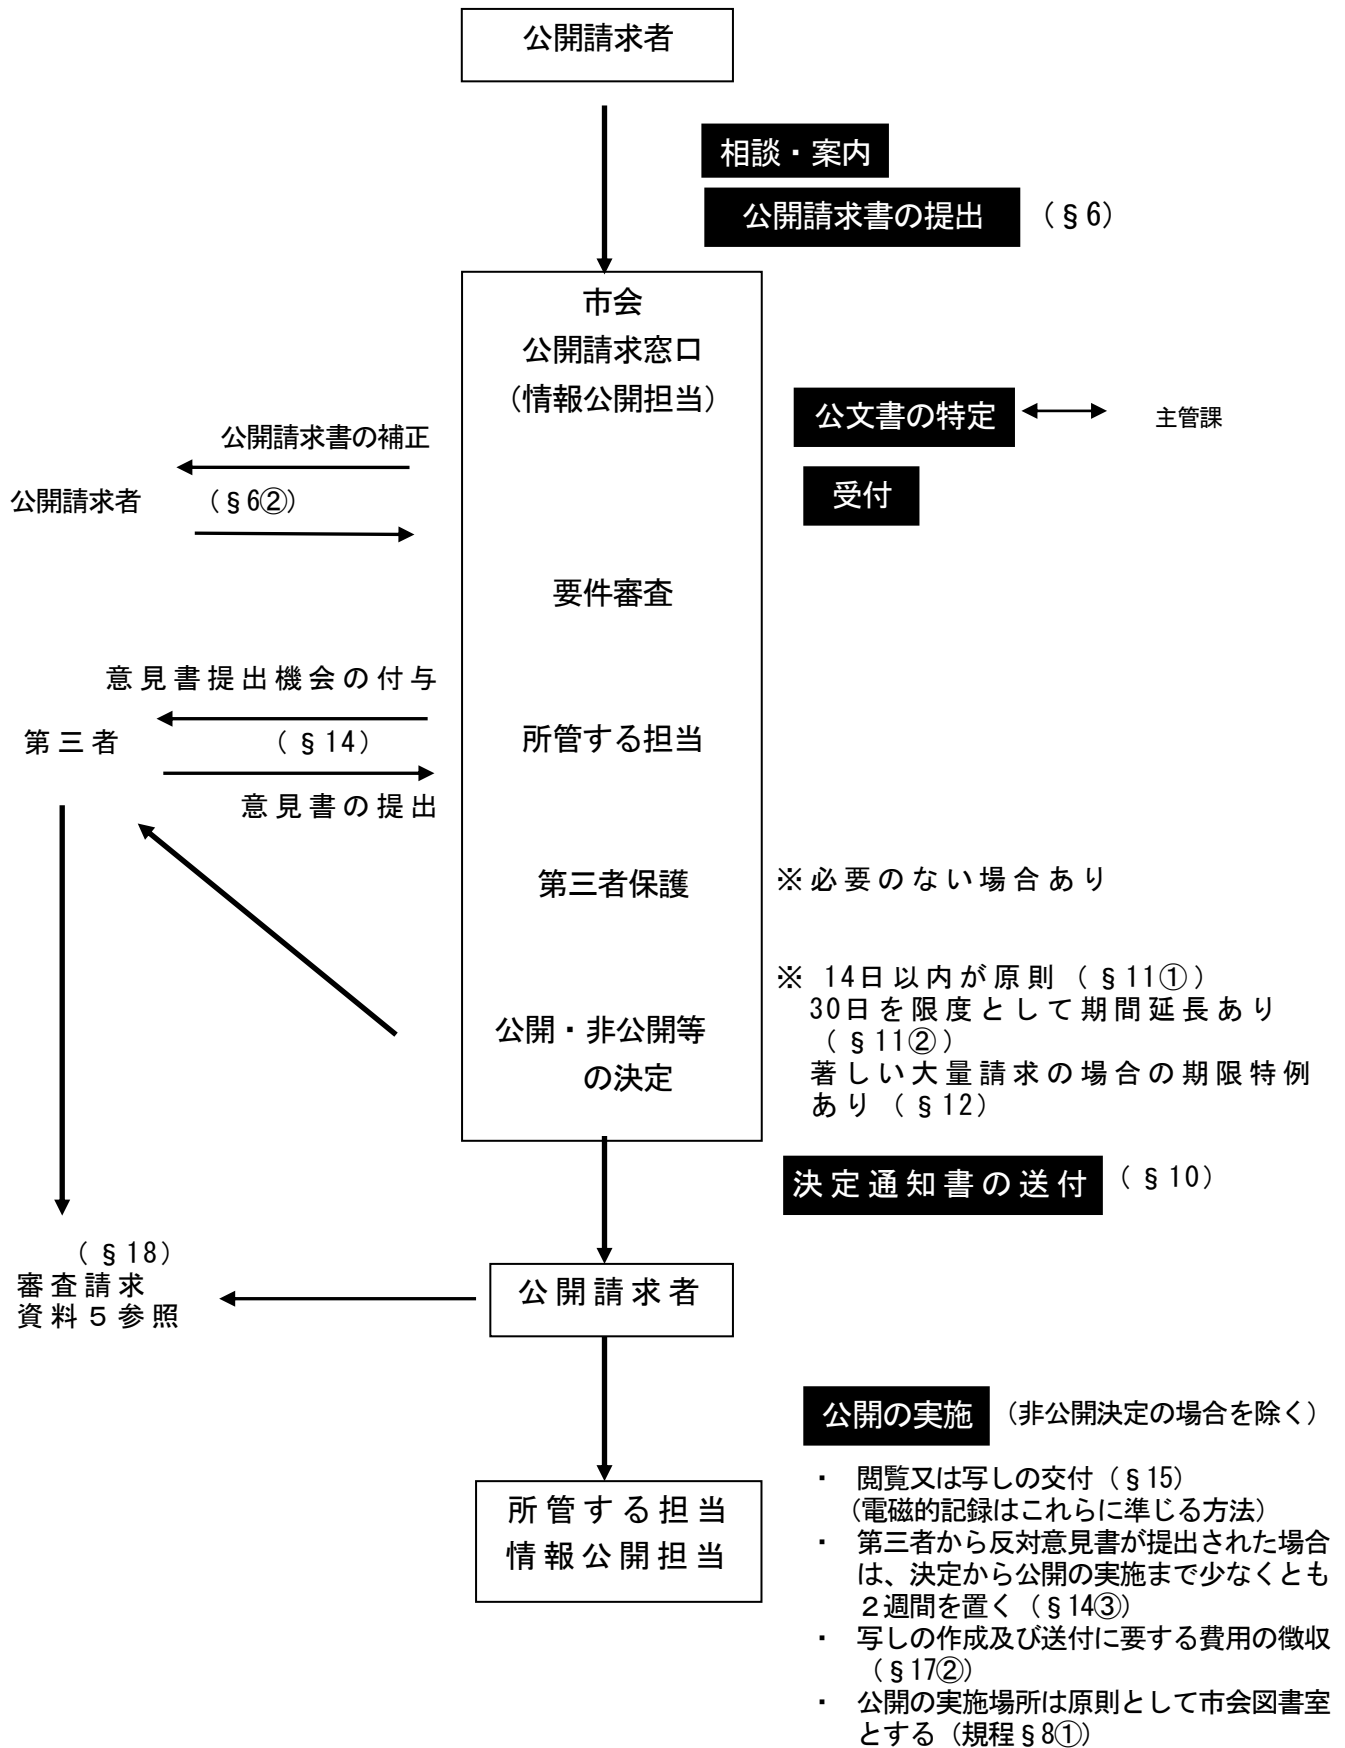 公開請求者
相談・案内
公開請求書の提出 （§6）
市会
公開請求窓口
（情報公開担当）
公文書の特定 主管課
公開請求書の補正
受付
公開請求者 （§6②）
要件審査
意見書提出機会の付与
第三者 （§14） 所管する担当
意見書の提出
第三者保護 ※必要のない場合あり
※ 14日以内が原則（§11①）
30日を限度として期間延長あり
（§11②）
著しい大量請求の場合の期限特例
あり（§12）
公開・非公開等
の決定
決定通知書の送付 （§10）
（§18）
審査請求
資料５参照
公開請求者
公開の実施 （非公開決定の場合を除く）
・ 閲覧又は写しの交付（§15）
（電磁的記録はこれらに準じる方法）
・ 第三者から反対意見書が提出された場合
は、決定から公開の実施まで少なくとも
２週間を置く（§14③）
・ 写しの作成及び送付に要する費用の徴収
（§17②）
・ 公開の実施場所は原則として市会図書室
とする（規程§8①）
所管する担当
情報公開担当